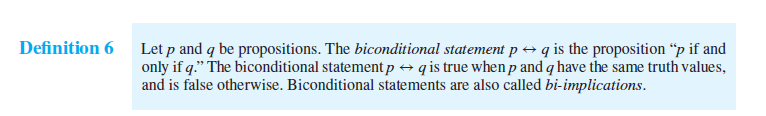 Definition 6 Let p and q be propositions. The biconditional statement p ↔ q is the proposition “p if and
only if q.” The biconditional statement p ↔ q is true when p and q have the same truth values,
and is false otherwise. Biconditional statements are also called bi-implications.